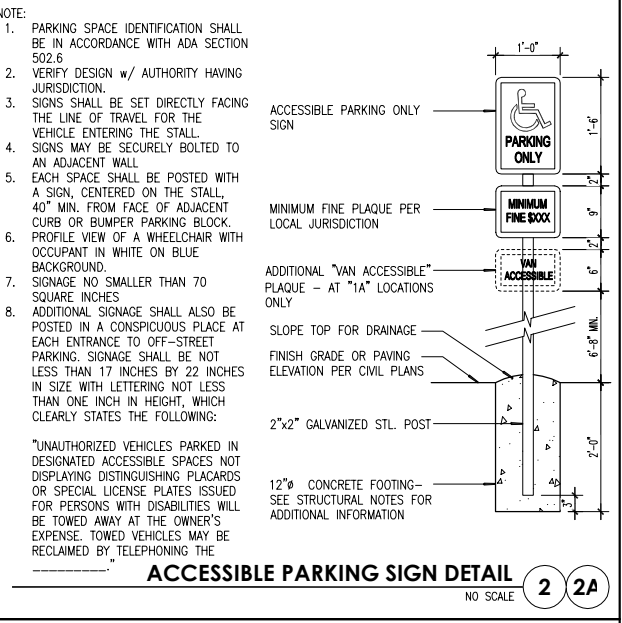 NOTE:
1. PARKING SPACE IDENTIFICATION SHALL
BE IN ACCORDANCE WITH ADA SECTION
502.6
2. VERIFY DESIGN w/ AUTHORITY HAVING
JURISDICTION.
3. SIGNS SHALL BE SET DIRECTLY FACING
THE LINE OF TRAVEL FOR THE
VEHICLE ENTERING THE STALL.
4. SIGNS MAY BE SECURELY BOLTED TO
AN ADJACENT WALL
5. EACH SPACE SHALL BE POSTED WITH
A SIGN, CENTERED ON THE STALL,
40" MIN. FROM FACE OF ADJACENT
CURB OR BUMPER PARKING BLOCK.
6. PROFILE VIEW OF A WHEELCHAIR WITH
OCCUPANT IN WHITE ON BLUE
BACKGROUND.
7. SIGNAGE NO SMALLER THAN 70
SQUARE INCHES
8. ADDITIONAL SIGNAGE SHALL ALSO BE
POSTED IN A CONSPICUOUS PLACE AT
EACH ENTRANCE TO OFF-STREET
PARKING. SIGNAGE SHALL BE NOT
LESS THAN 17 INCHES BY 22 INCHES
IN SIZE WITH LETTERING NOT LESS
THAN ONE INCH IN HEIGHT, WHICH
CLEARLY STATES THE FOLLOWING:
"UNAUTHORIZED VEHICLES PARKED IN
DESIGNATED ACCESSIBLE SPACES NOT
DISPLAYING DISTINGUISHING PLACARDS
OR SPECIAL LICENSE PLATES ISSUED
FOR PERSONS WITH DISABILITIES WILL
BE TOWED AWAY AT THE OWNER'S
EXPENSE. TOWED VEHICLES MAY BE
RECLAIMED BY TELEPHONING THE
_________."
ACCESSIBLE PARKING ONLY
SIGN
MINIMUM FINE PLAQUE PER
LOCAL JURISDICTION
ADDITIONAL "VAN ACCESSIBLE"
PLAQUE - AT "1A" LOCATIONS
ONLY
SLOPE TOP FOR DRAINAGE
FINISH GRADE OR PAVING
ELEVATION PER CIVIL PLANS
2"x2" GALVANIZED STL. POST
12"ø CONCRETE FOOTING-
SEE STRUCTURAL NOTES FOR
ADDITIONAL INFORMATION
1'-0"
PARKING
ONLY
MINIMUM
FINE $XXX
VAN
ACCESSIBLE
1'-6"
2"
9"
2"
6"
6'-8" MIN.
2'-0"
3"
ACCESSIBLE PARKING SIGN DETAIL
NO SCALE
2
2A